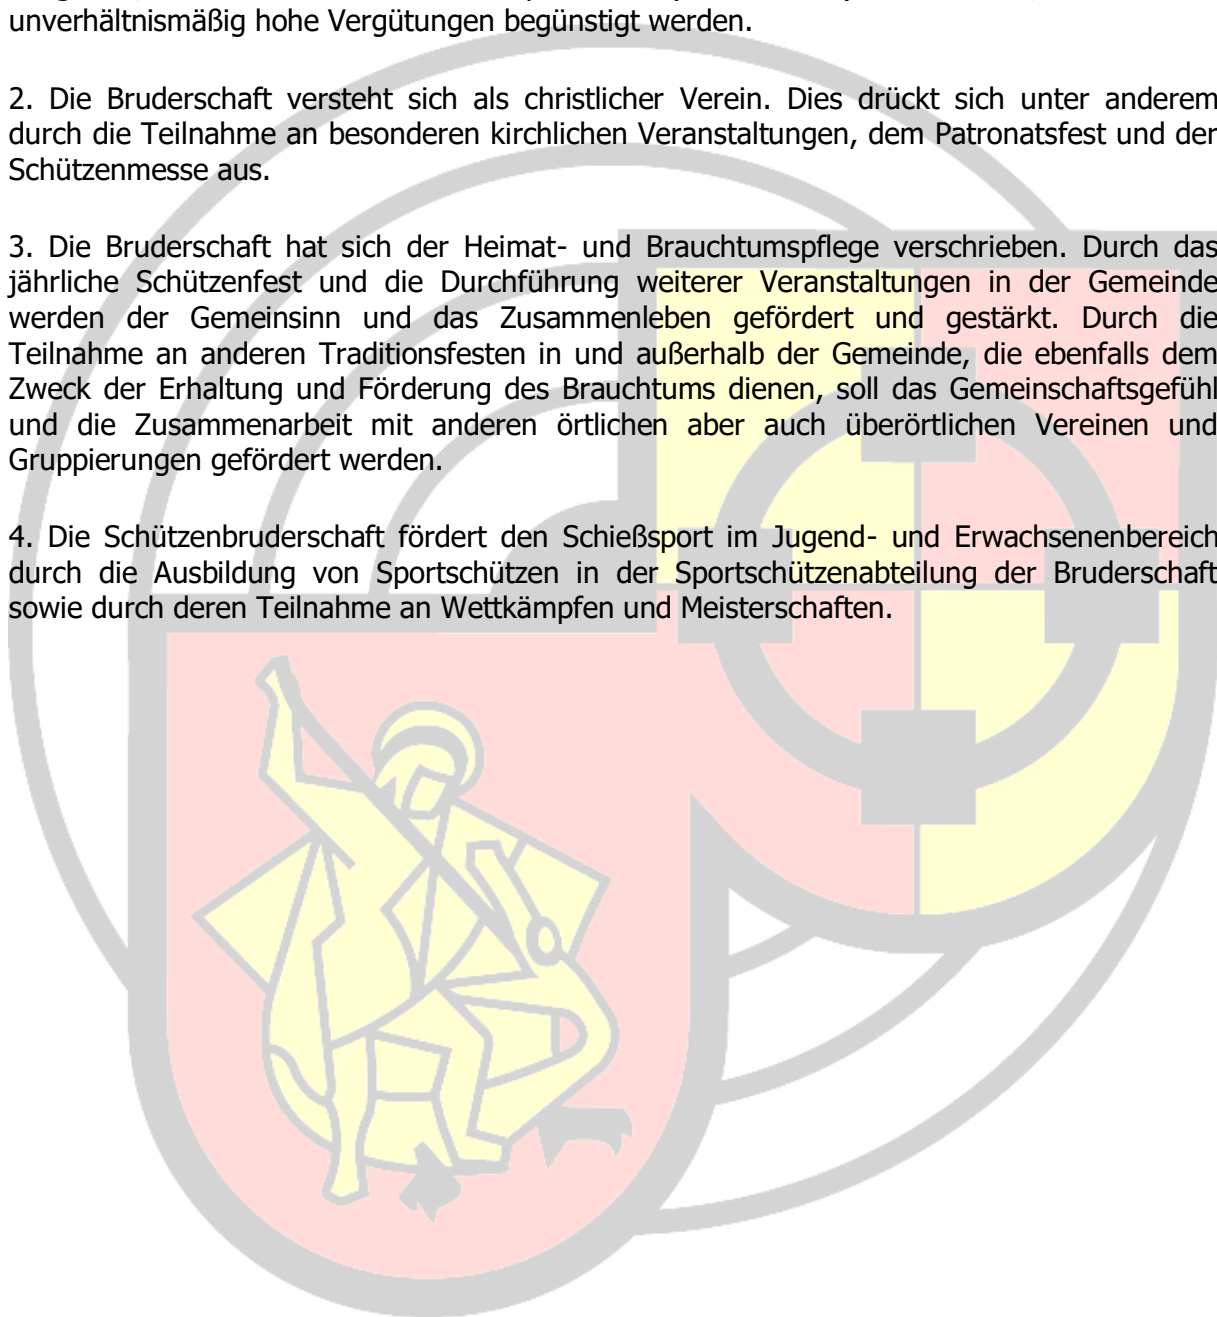 unverhältnismäßig hohe Vergütungen begünstigt werden.
2. Die Bruderschaft versteht sich als christlicher Verein. Dies drückt sich unter anderem
durch die Teilnahme an besonderen kirchlichen Veranstaltungen, dem Patronatsfest und der
Schützenmesse aus.
3. Die Bruderschaft hat sich der Heimat- und Brauchtumspflege verschrieben. Durch das
jährliche Schützenfest und die Durchführung weiterer Veranstaltungen in der Gemeinde
werden der Gemeinsinn und das Zusammenleben gefördert und gestärkt. Durch die
Teilnahme an anderen Traditionsfesten in und außerhalb der Gemeinde, die ebenfalls dem
Zweck der Erhaltung und Förderung des Brauchtums dienen, soll das Gemeinschaftsgefühl
und die Zusammenarbeit mit anderen örtlichen aber auch überörtlichen Vereinen und
Gruppierungen gefördert werden.
4. Die Schützenbruderschaft fördert den Schießsport im Jugend- und Erwachsenenbereich
durch die Ausbildung von Sportschützen in der Sportschützenabteilung der Bruderschaft
sowie durch deren Teilnahme an Wettkämpfen und Meisterschaften.